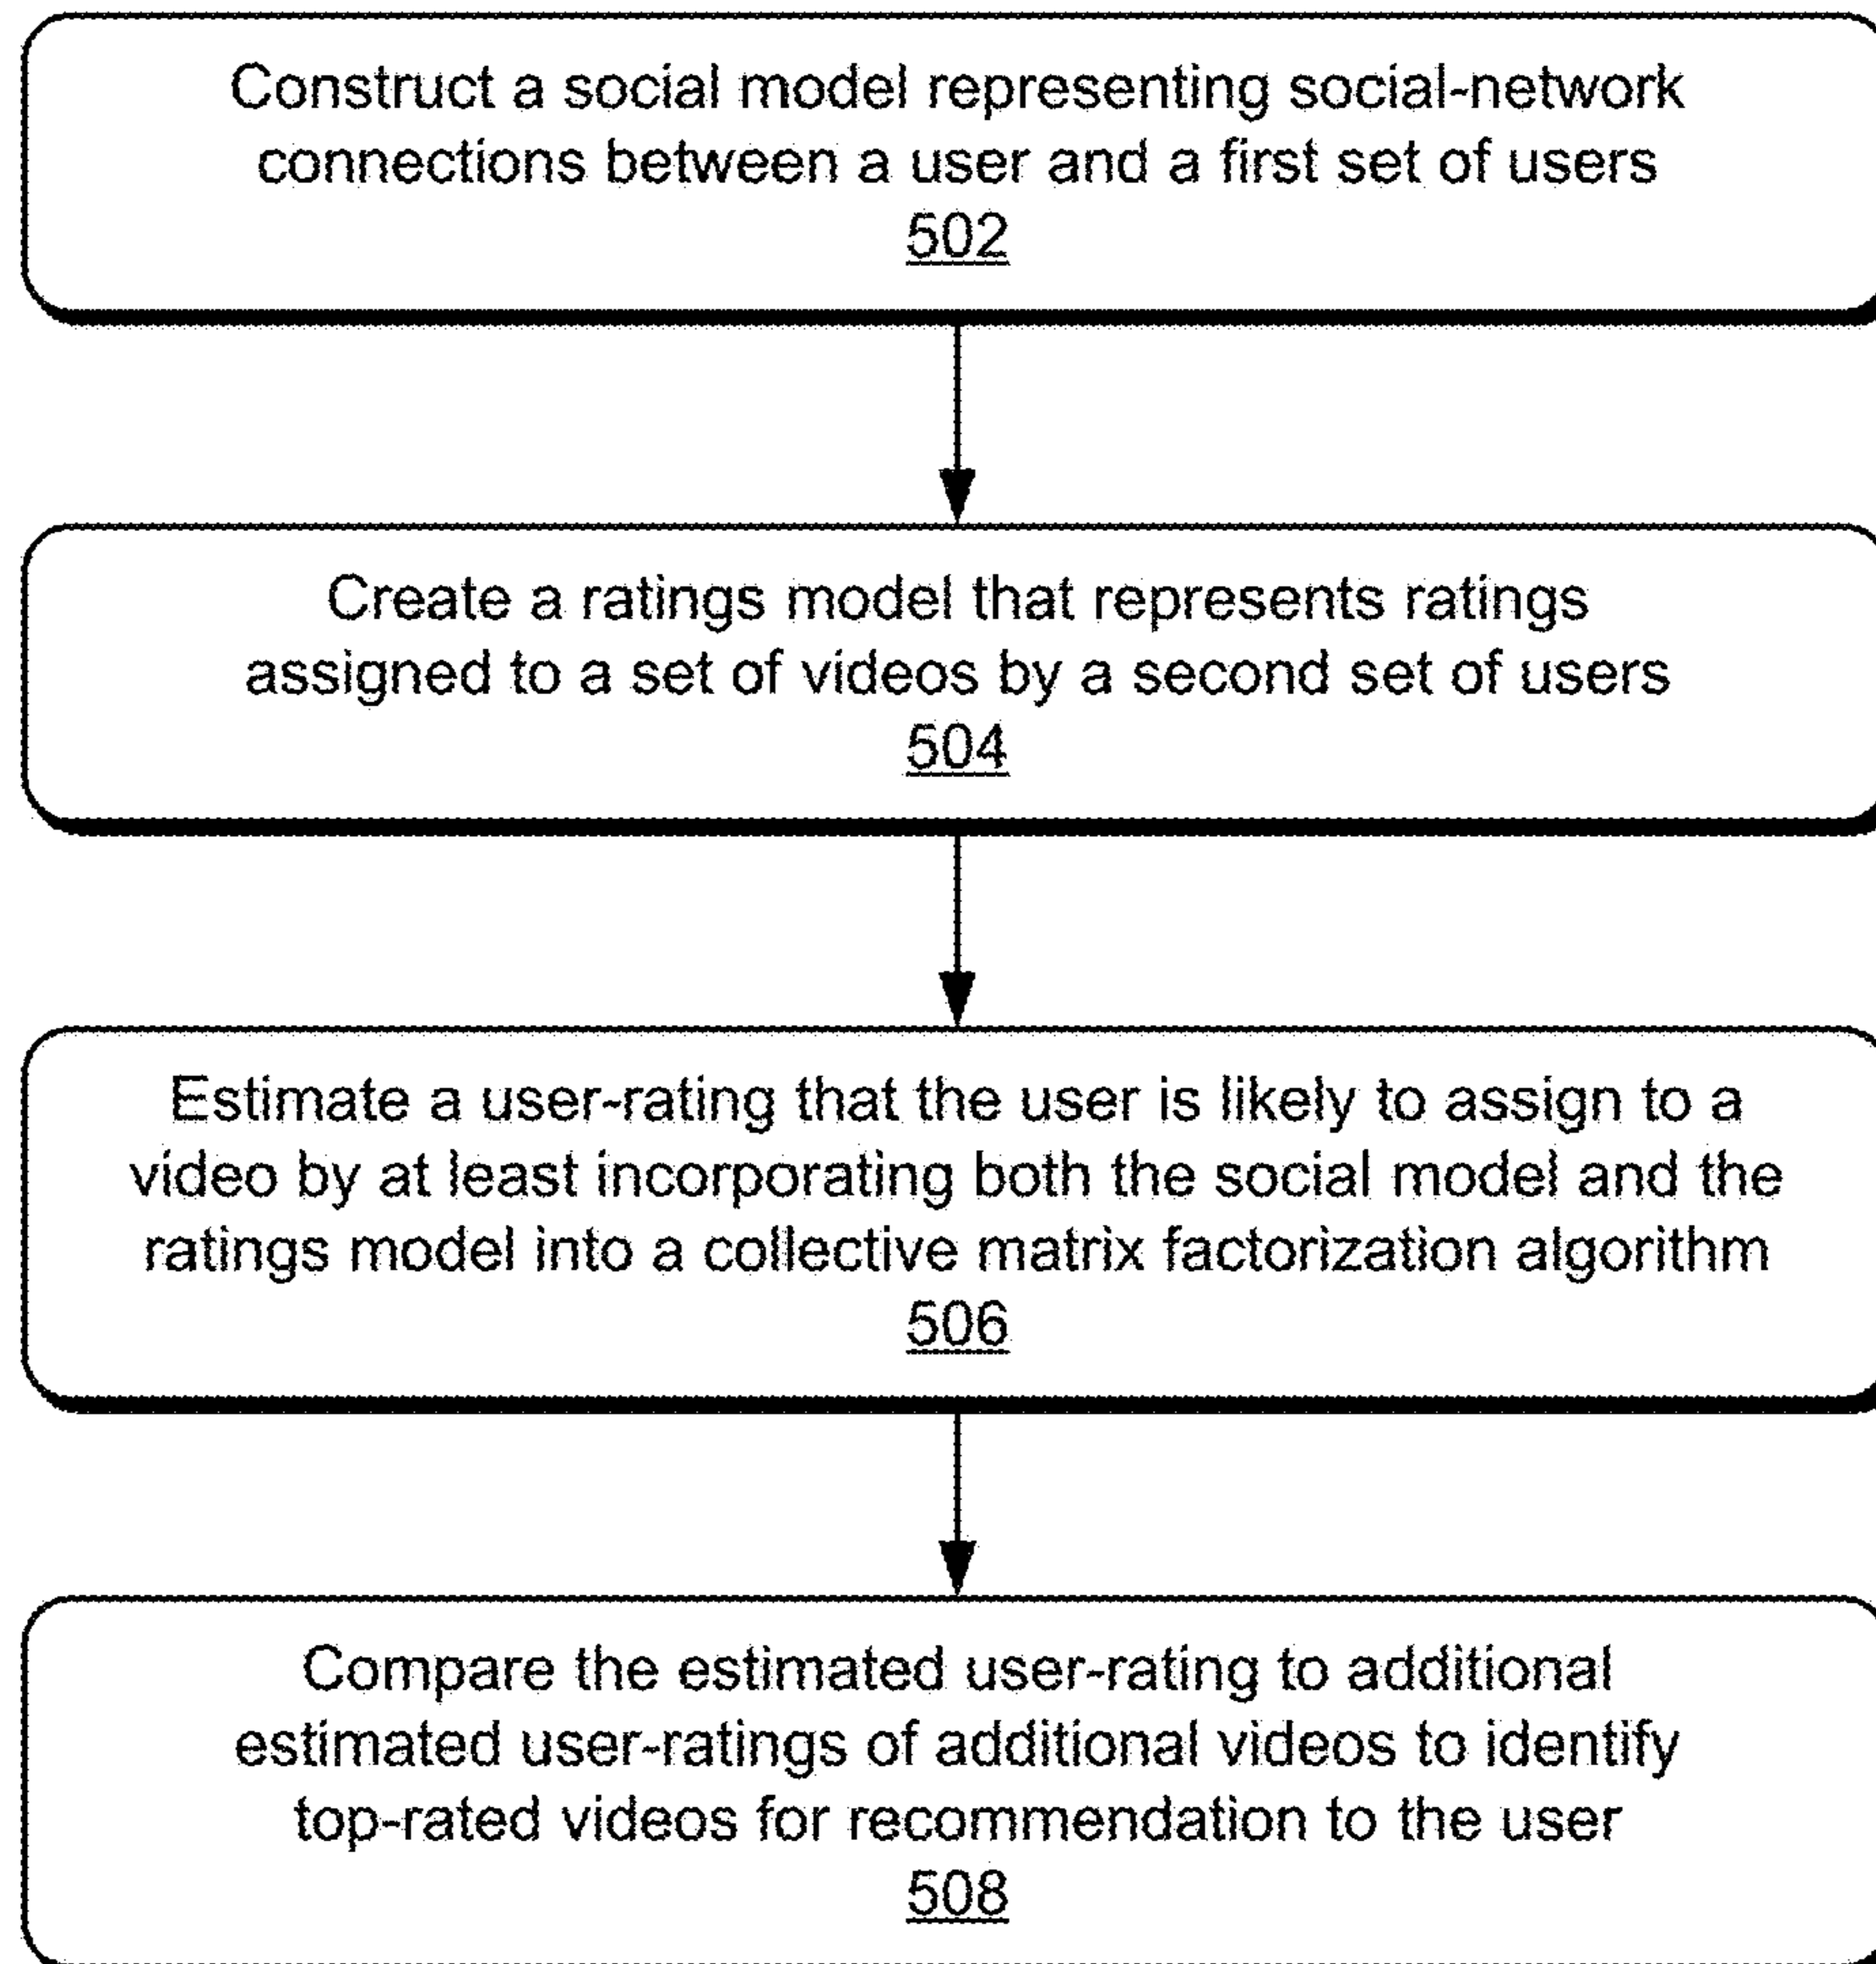 Construct a social model representing social-network
connections between a user and a first set of users
502
Create a ratings model that represents ratings
assigned to a set of videos by a second set of users
504
Estimate a user-rating that the user is likely to assign to a
video by at least incorporating both the social model and the
ratings model into a collective matrix factorization algorithm
506
Compare the estimated user-rating to additional
estimated user-ratings of additional videos to identify
top-rated videos for recommendation to the user
508